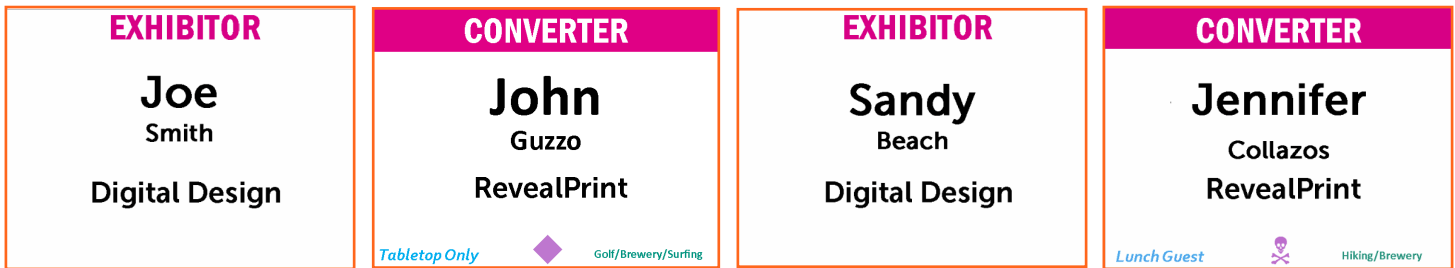 EXHIBITOR
Joe
Smith
Digital Design
CONVERTER
John
Guzzo
RevealPrint
Tabletop Only
Golf/Brewery/Surfing
EXHIBITOR
Sandy
Beach
Digital Design
CONVERTER
Jennifer
Collazos
RevealPrint
Lunch Guest
Hiking/Brewery